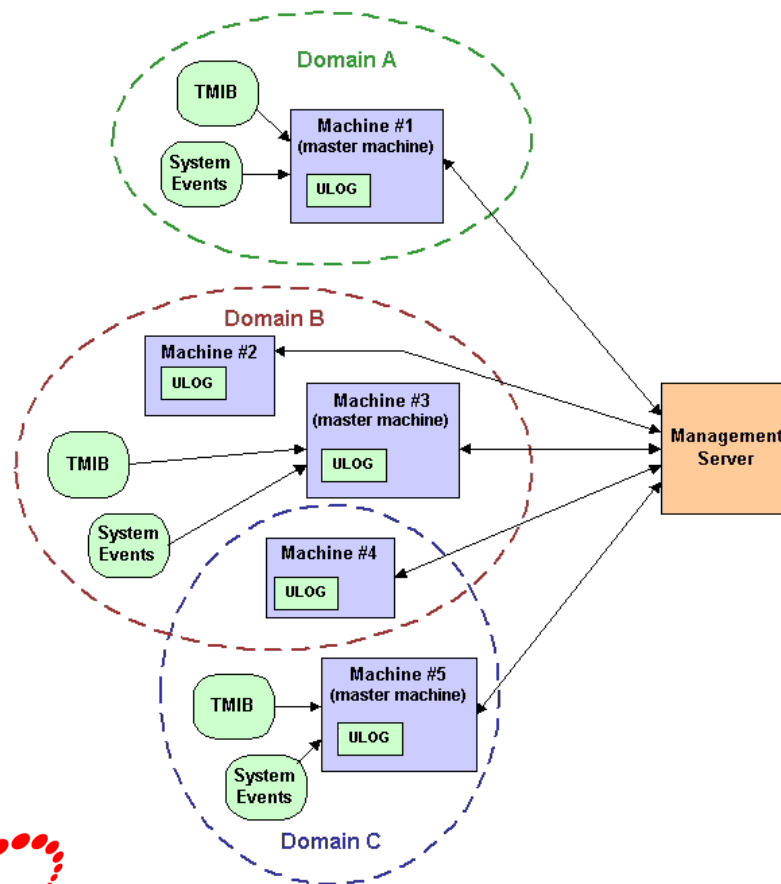 Domain A
TMIB
Machine #1
(master machine)
System
Events
ULOG
Domain B
Machine #2
ULOG
Machine #3
(master machine)
Management
Server
TMIB
ULOG
System
Events
Machine #4
ULOG
Machine #5
(master machine)
TMIB
ULOG
System
Events
Domain C